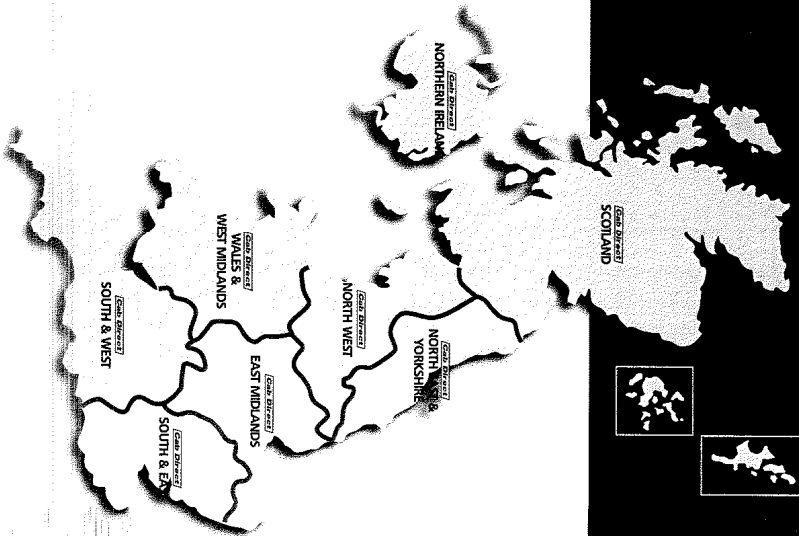 Cab Direct
SCOTLAND
Cab Direct
NORTHERN IRELAN
Cab Direct
NORTH EAST &
YORKSHIRE
Cab Direct
NORTH WEST
Cab Direct
WALES &
WEST MIDLANDS
Cab Direct
EAST MIDLANDS
Cab Direct
SOUTH & EA
Cab Direct
SOUTH & WEST